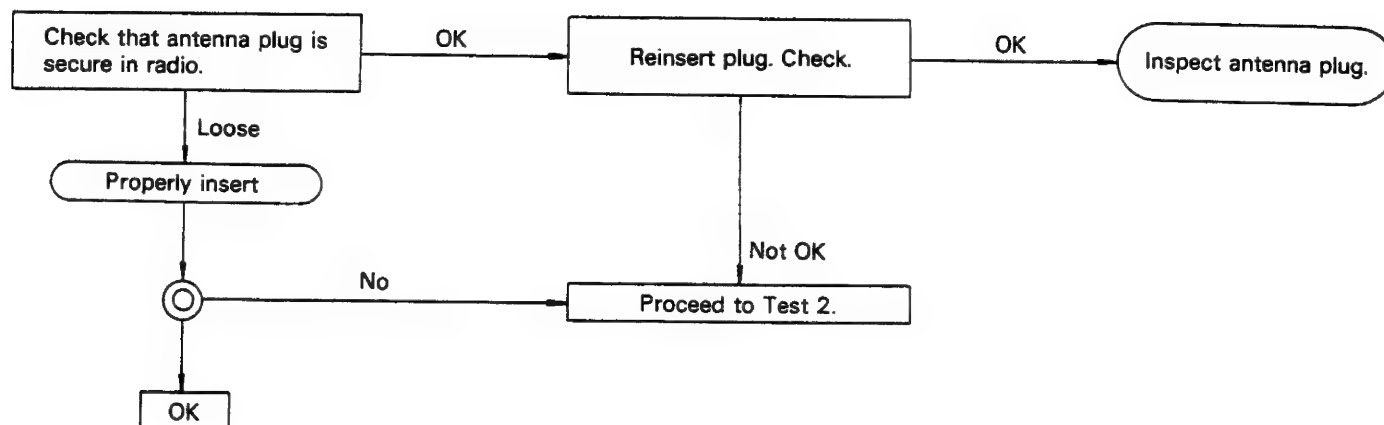 Check that antenna plug is
secure in radio.
OK
Reinsert plug. Check.
OK
Inspect antenna plug.
Loose
Properly insert
Not OK
No
Proceed to Test 2.
OK